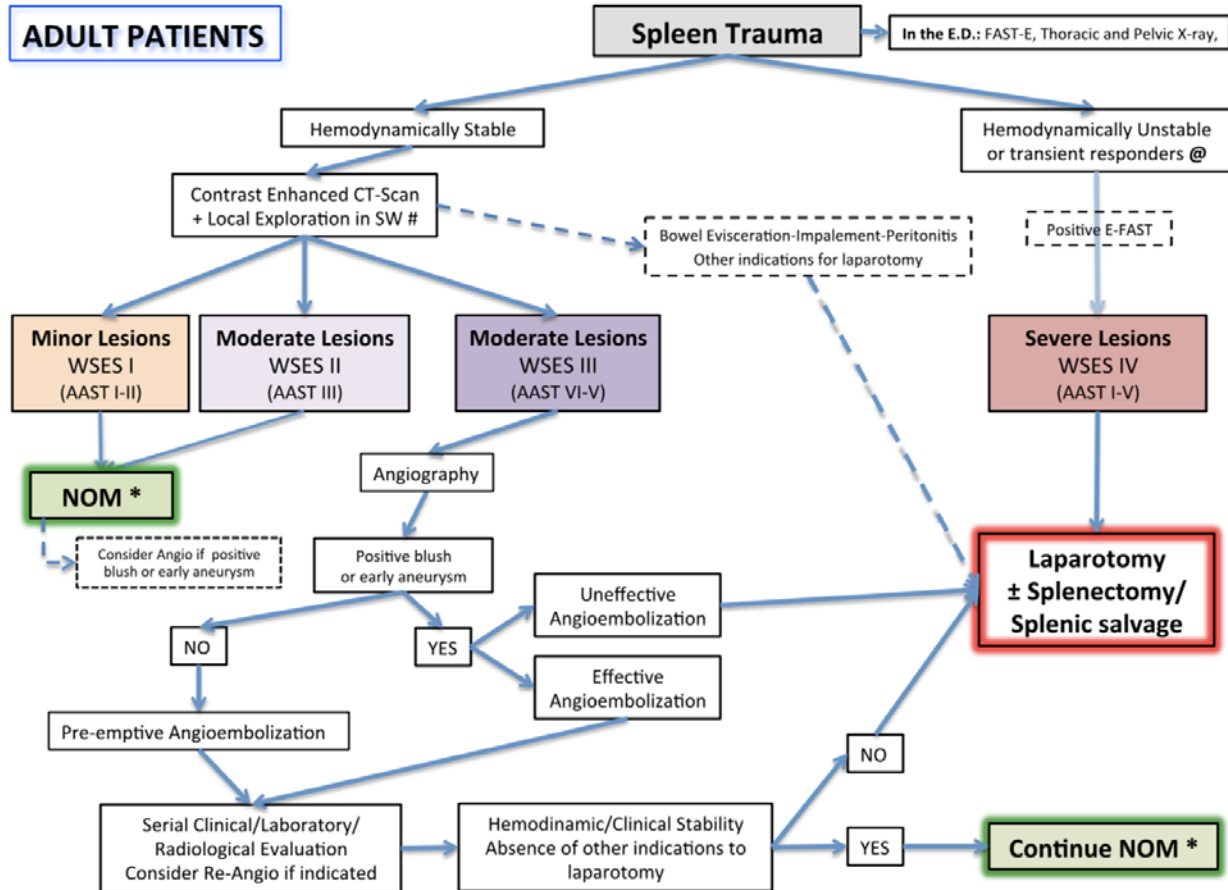 ADULT PATIENTS
Spleen Trauma
In the E.D.: FAST-E, Thoracic and Pelvic X-ray,
Hemodynamically Stable
Hemodynamically Unstable
or transient responders @
Contrast Enhanced CT-Scan
+ Local Exploration in SW #
Bowel Evisceration-Impalement-Peritonitis
Other indications for laparotomy
Positive E-FAST
Minor Lesions
WSES I
(AAST I-II)
Moderate Lesions
WSES II
(AAST III)
Moderate Lesions
WSES III
(AAST VI-V)
Severe Lesions
WSES IV
(AAST I-V)
NOM *
Angiography
Consider Angio if positive
blush or early aneurysm
Positive blush
or early aneurysm
Laparotomy
± Splenectomy/
Splenic salvage
Uneffective
Angioembolization
NO
YES
Effective
Angioembolization
Pre-emptive Angioembolization
NO
Serial Clinical/Laboratory/
Radiological Evaluation
Consider Re-Angio if indicated
Hemodinamic/Clinical Stability
Absence of other indications to
laparotomy
YES
Continue NOM *